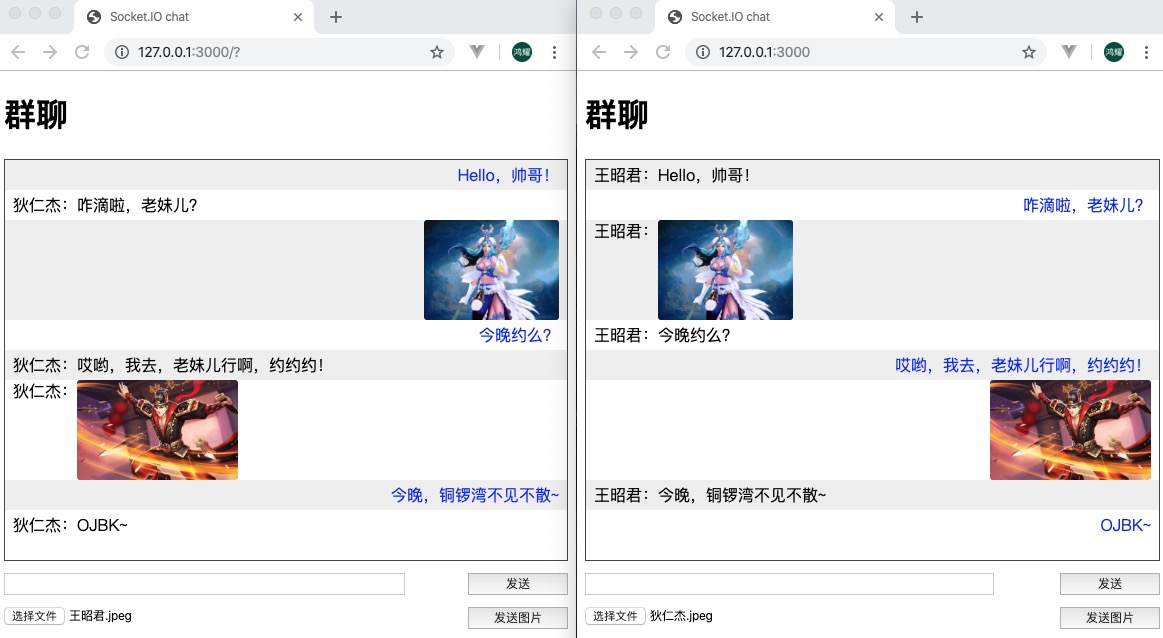 Socket.IO chat
127.0.0.1:3000/?
鸿耀
群聊
Hello，帅哥！
狄仁杰：咋滴啦，老妹儿？
今晚约么？
狄仁杰：哎哟，我去，老妹儿行啊，约约约！
狄仁杰：
今晚，铜锣湾不见不散~
狄仁杰：OJBK~
发送
选择文件 王昭君.jpeg
发送图片
Socket.IO chat
127.0.0.1:3000
鸿耀
群聊
王昭君：Hello，帅哥！
咋滴啦，老妹儿？
王昭君：
王昭君：今晚约么？
哎哟，我去，老妹儿行啊，约约约！
王昭君：今晚，铜锣湾不见不散~
OJBK~
发送
选择文件 狄仁杰.jpeg
发送图片